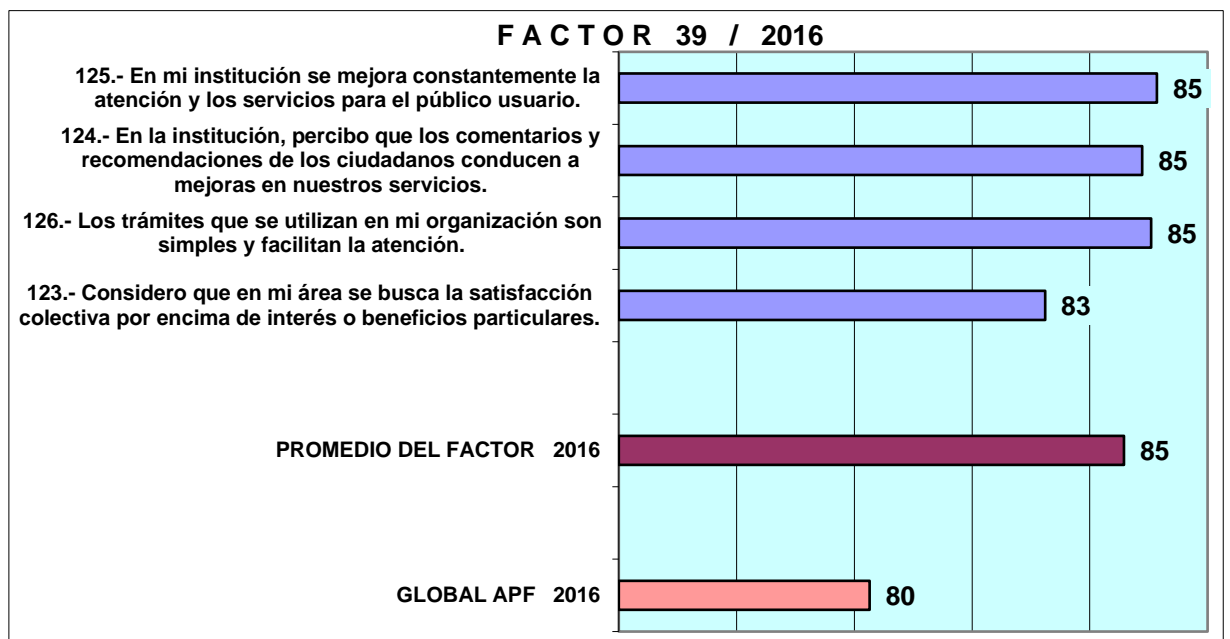 F A C T O R 39 / 2016
125.- En mi institución se mejora constantemente la
atención y los servicios para el público usuario.
85
124.- En la institución, percibo que los comentarios y
recomendaciones de los ciudadanos conducen a
mejoras en nuestros servicios.
85
126.- Los trámites que se utilizan en mi organización son
simples y facilitan la atención.
85
123.- Considero que en mi área se busca la satisfacción
colectiva por encima de interés o beneficios particulares.
83
PROMEDIO DEL FACTOR 2016
85
GLOBAL APF 2016
80